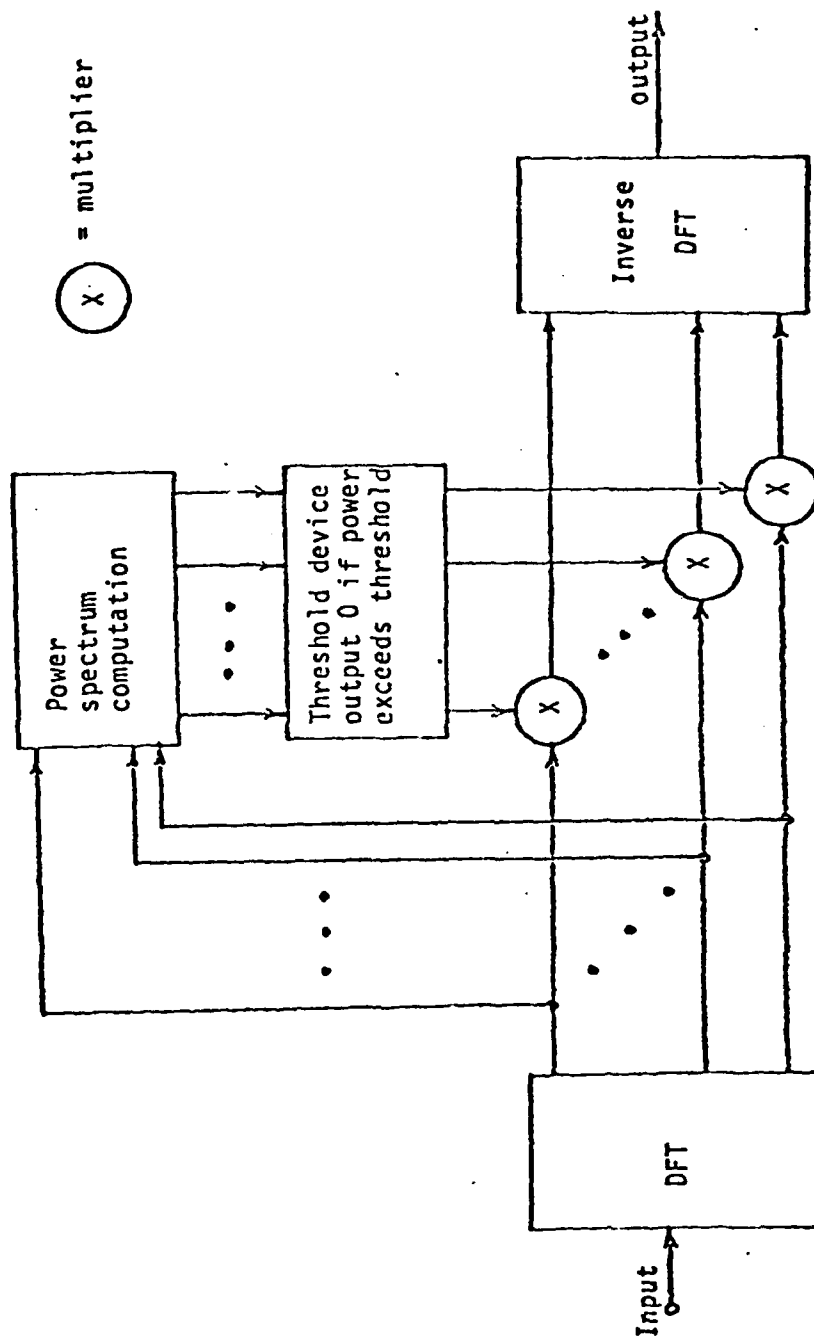 X = multiplier
Power
spectrum
computation
Threshold device
output 0 if power
exceeds threshold
X
X
X
Input
DFT
Inverse
DFT
output